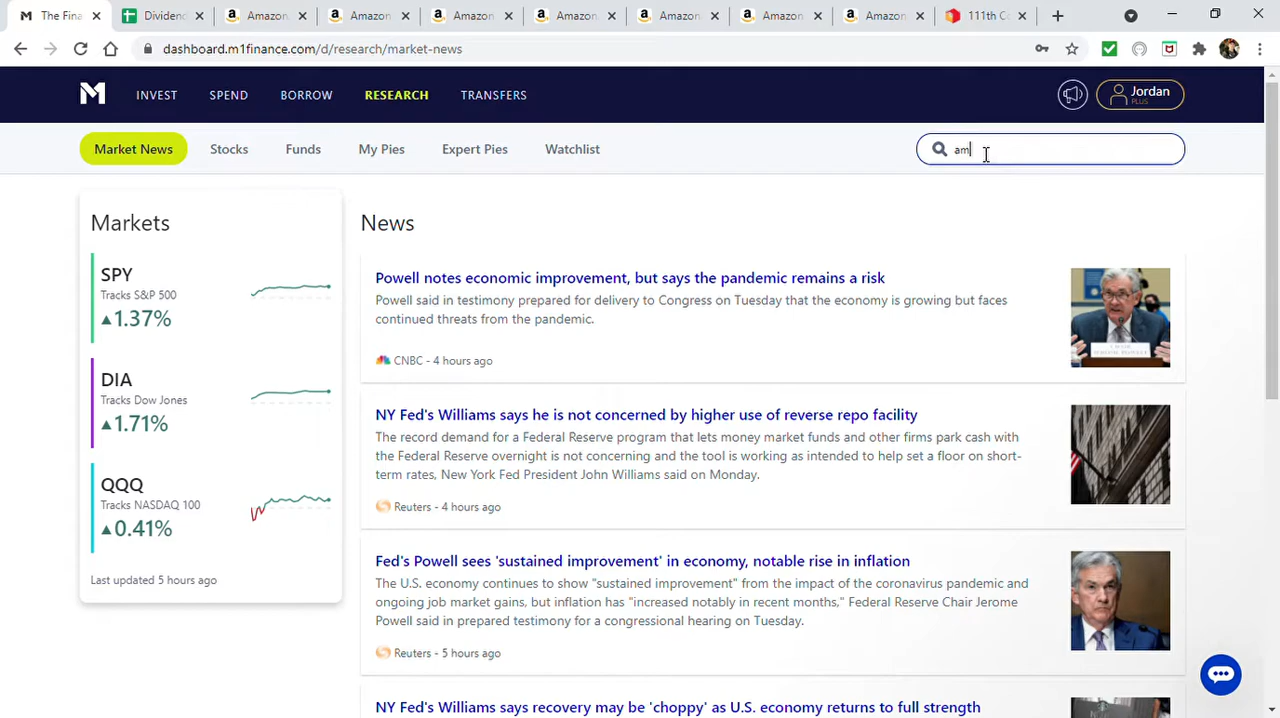 The Fina
Dividen
Amazon.
Amazon
Amazon
Amazon.
Amazon.
Amazon
Amazon
111th C
dashboard.m1finance.com/d/research/market-news
INVEST
SPEND
BORROW
RESEARCH
TRANSFERS
Jordan
PLUS
Market News
Stocks
Funds
My Pies
Expert Pies
Watchlist
am
Markets
SPY
Tracks S&P 500
▲1.37%
DIA
Tracks Dow Jones
▲1.71%
QQQ
Tracks NASDAQ 100
▲0.41%
Last updated 5 hours ago
News
Powell notes economic improvement, but says the pandemic remains a risk
Powell said in testimony prepared for delivery to Congress on Tuesday that the economy is growing but faces
continued threats from the pandemic.
CNBC - 4 hours ago
NY Fed's Williams says he is not concerned by higher use of reverse repo facility
The record demand for a Federal Reserve program that lets money market funds and other firms park cash with
the Federal Reserve overnight is not concerning and the tool is working as intended to help set a floor on short-
term rates, New York Fed President John Williams said on Monday.
Reuters - 4 hours ago
Fed's Powell sees 'sustained improvement' in economy, notable rise in inflation
The U.S. economy continues to show "sustained improvement" from the impact of the coronavirus pandemic and
ongoing job market gains, but inflation has "increased notably in recent months," Federal Reserve Chair Jerome
Powell said in prepared testimony for a congressional hearing on Tuesday.
Reuters - 5 hours ago
NY Fed's Williams says recovery may be 'choppy' as U.S. economy returns to full strength